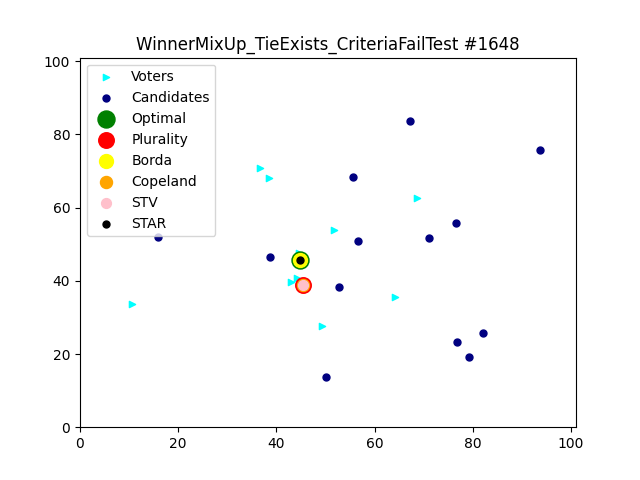 WinnerMixUp_TieExists_CriteriaFailTest #1648
100
80
60
40
20
0
Voters
Candidates
Optimal
Plurality
Borda
Copeland
STV
STAR
0 20 40 60 80 100